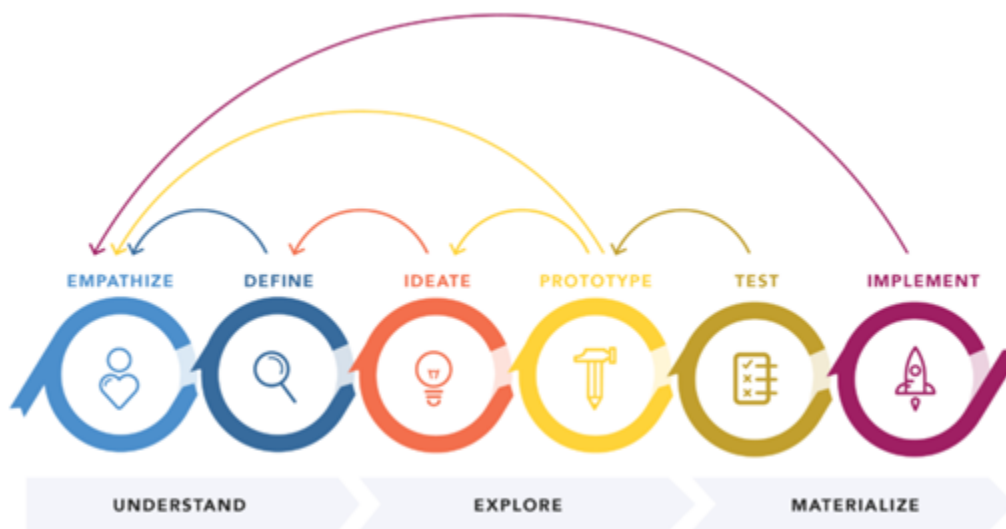 EMPATHIZE
DEFINE
IDEATE
PROTOTYPE
TEST
IMPLEMENT
UNDERSTAND
EXPLORE
MATERIALIZE